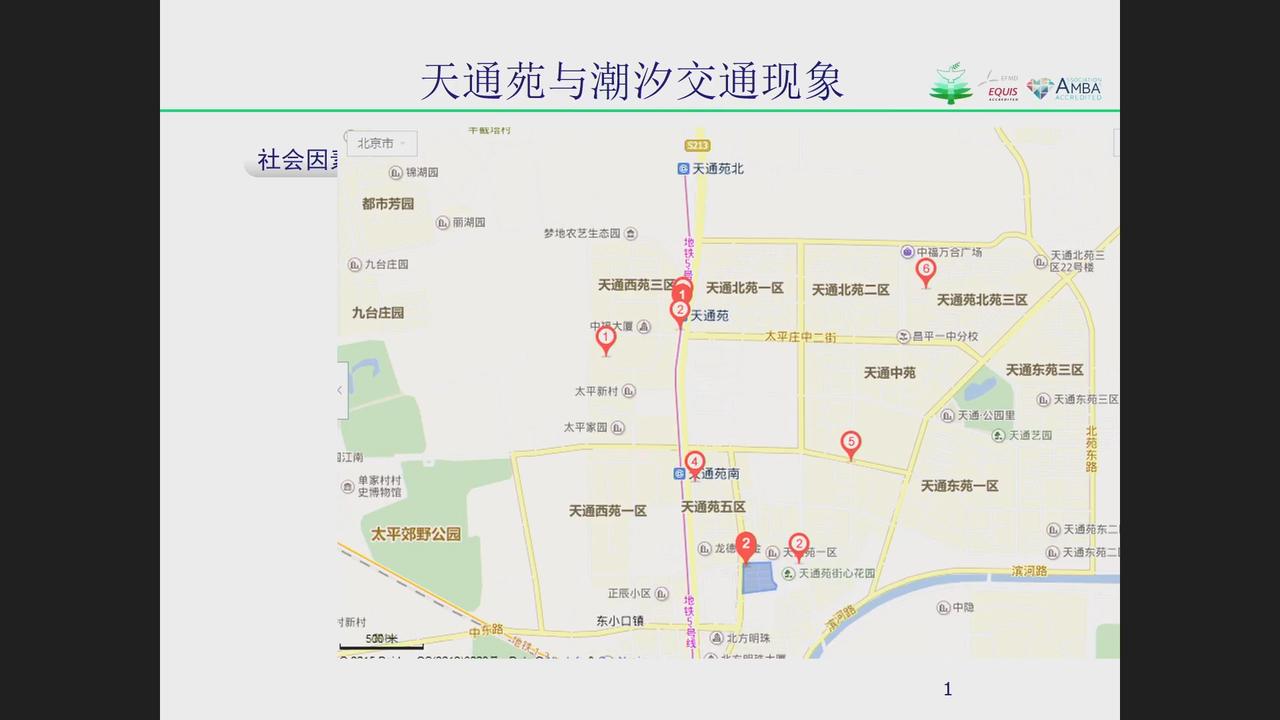 天通苑与潮汐交通现象
EFMD
EQUIS
ACCREDITED
ASSOCIATION
AMBA
ACCREDITED
社会因素
北京市
半截塔村
S213
天通苑北
锦湖园
都市芳园
丽湖园
梦地农艺生态园
地铁5号
中福万合广场
天通北苑三
区22号楼
九台庄园
6
天通西苑三区
1
天通北苑一区
天通北苑二区
天通苑北苑三区
九台庄园
2
天通苑
中福大厦
1
太平庄中二街
昌平一中分校
天通中苑
天通东苑三区
太平新村
天通东苑三区
天通·公园里
太平家园
天通艺园
北苑东路
5
4
天通苑南
国江南
单家村村
史博物馆
天通东苑一区
天通西苑一区
天通苑五区
太平郊野公园
天通苑东二
龙德
金
2
2
苑一区
天通东苑二
天通苑街心花园
滨河路
正辰小区
地铁5号线
中隐
滨河路
村新村
东小口镇
中东路
北方明珠
500米
地铁1
北方明珠大厦
1